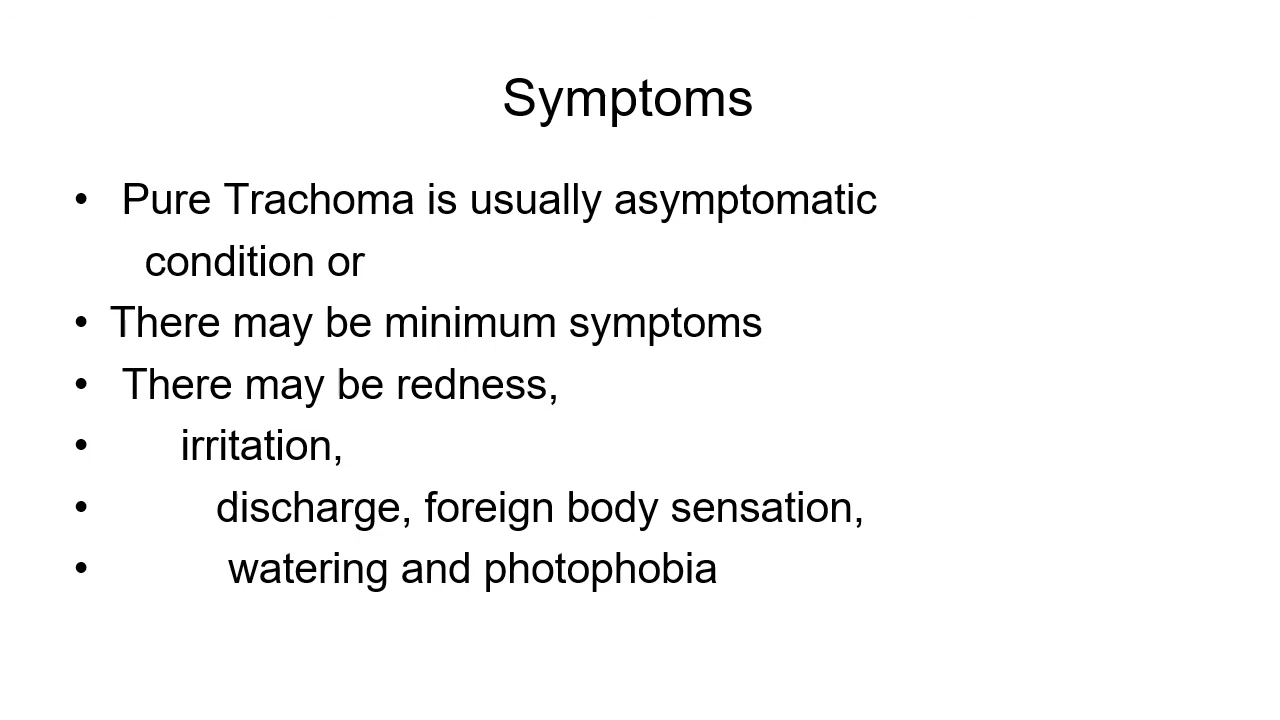 Symptoms
• Pure Trachoma is usually asymptomatic
condition or
• There may be minimum symptoms
• There may be redness,
• irritation,
• discharge, foreign body sensation,
• watering and photophobia